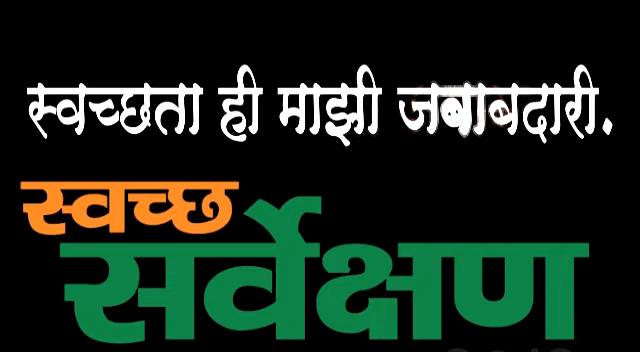 स्वच्छता ही माझी जबाबदारी.
स्वच्छ
सर्वेक्षण